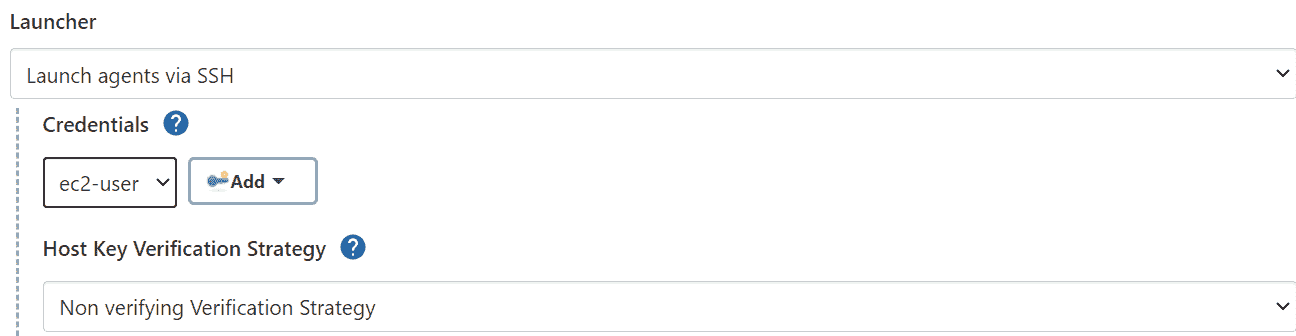 Launcher
Launch agents via SSH
Credentials ?
ec2-user Add
Host Key Verification Strategy ?
Non verifying Verification Strategy